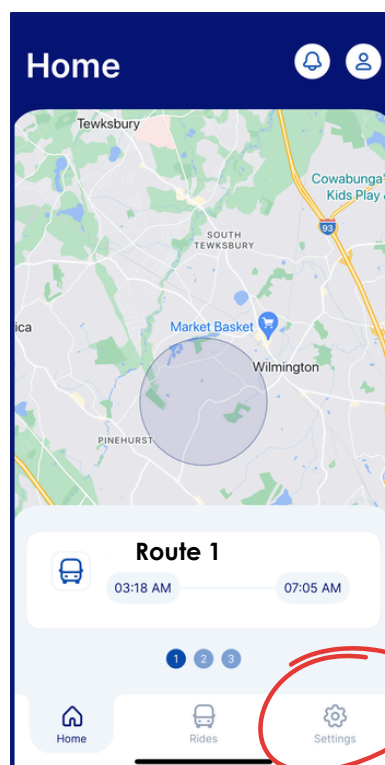 Home
Tewksbury
Cowabunga's
Kids Play
SOUTH
TEWKSBURY
93
ica
Market Basket
Wilmington
PINEHURST
Route 1
03:18 AM
07:05 AM
1 2 3
Home
Rides
Settings